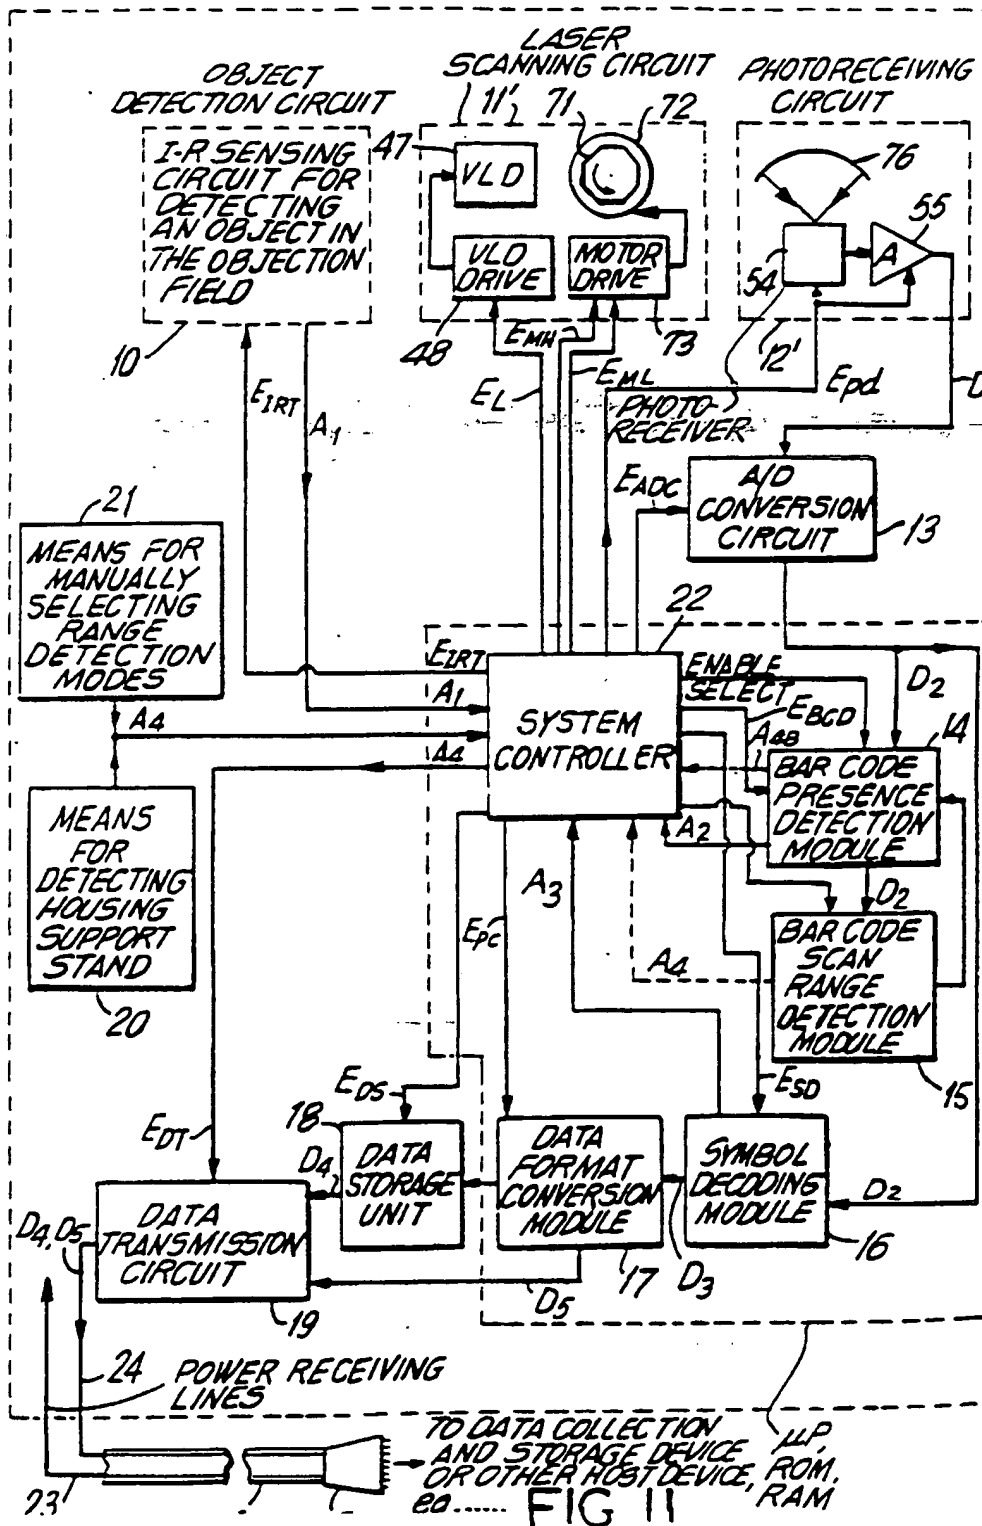 LASER
SCANNING CIRCUIT
OBJECT
DETECTION CIRCUIT
PHOTORECEIVING
CIRCUIT
11'
71
72
I-R SENSING
CIRCUIT FOR
DETECTING
AN OBJECT IN
THE OBJECTION
FIELD
47
VLD
76
55
A
54
VLD
DRIVE
MOTOR
DRIVE
10
48
EMH
73
12'
EIRT
A1
EL
EML
Epd
D
PHOTO-
RECEIVER
EADC
A/D
CONVERSION
CIRCUIT
13
21
MEANS FOR
MANUALLY
SELECTING
RANGE
DETECTION
MODES
22
EIRT
A1
ENABLE
SELECT
D2
EBCD
A4
A4B
14
SYSTEM
CONTROLLER
A4
BAR CODE
PRESENCE
DETECTION
MODULE
A2
MEANS
FOR
DETECTING
HOUSING
SUPPORT
STAND
20
A3
D2
EPC
A4
BAR CODE
SCAN
RANGE
DETECTION
MODULE
15
EDS
ESD
EDT
18
DATA
STORAGE
UNIT
D4
DATA
FORMAT
CONVERSION
MODULE
SYMBOL
DECODING
MODULE
D2
D4, D5
DATA
TRANSMISSION
CIRCUIT
16
17
D3
D5
19
24
POWER RECEIVING
LINES
TO DATA COLLECTION
AND STORAGE DEVICE
OR OTHER HOST DEVICE,
µP,
ROM,
RAM
23
FIG 11